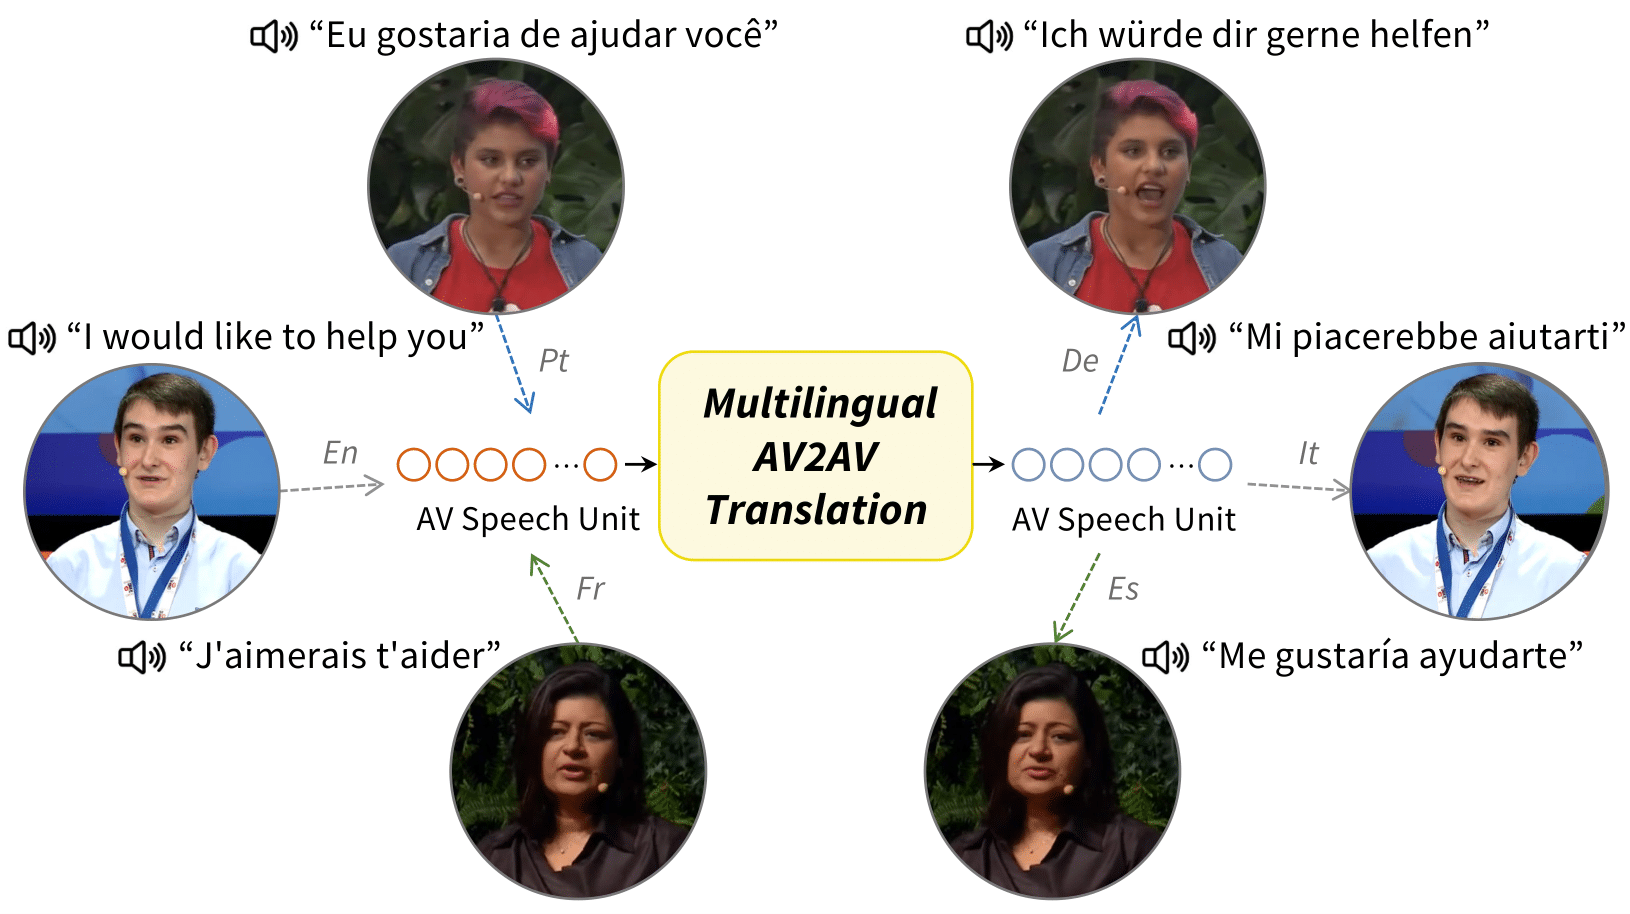 “Eu gostaria de ajudar você”
“Ich würde dir gerne helfen”
“I would like to help you”
Pt
De
“Mi piacerebbe aiutarti”
En
Multilingual
AV2AV
Translation
It
...
...
AV Speech Unit
AV Speech Unit
Fr
Es
“J'aimerais t'aider”
“Me gustaría ayudarte”